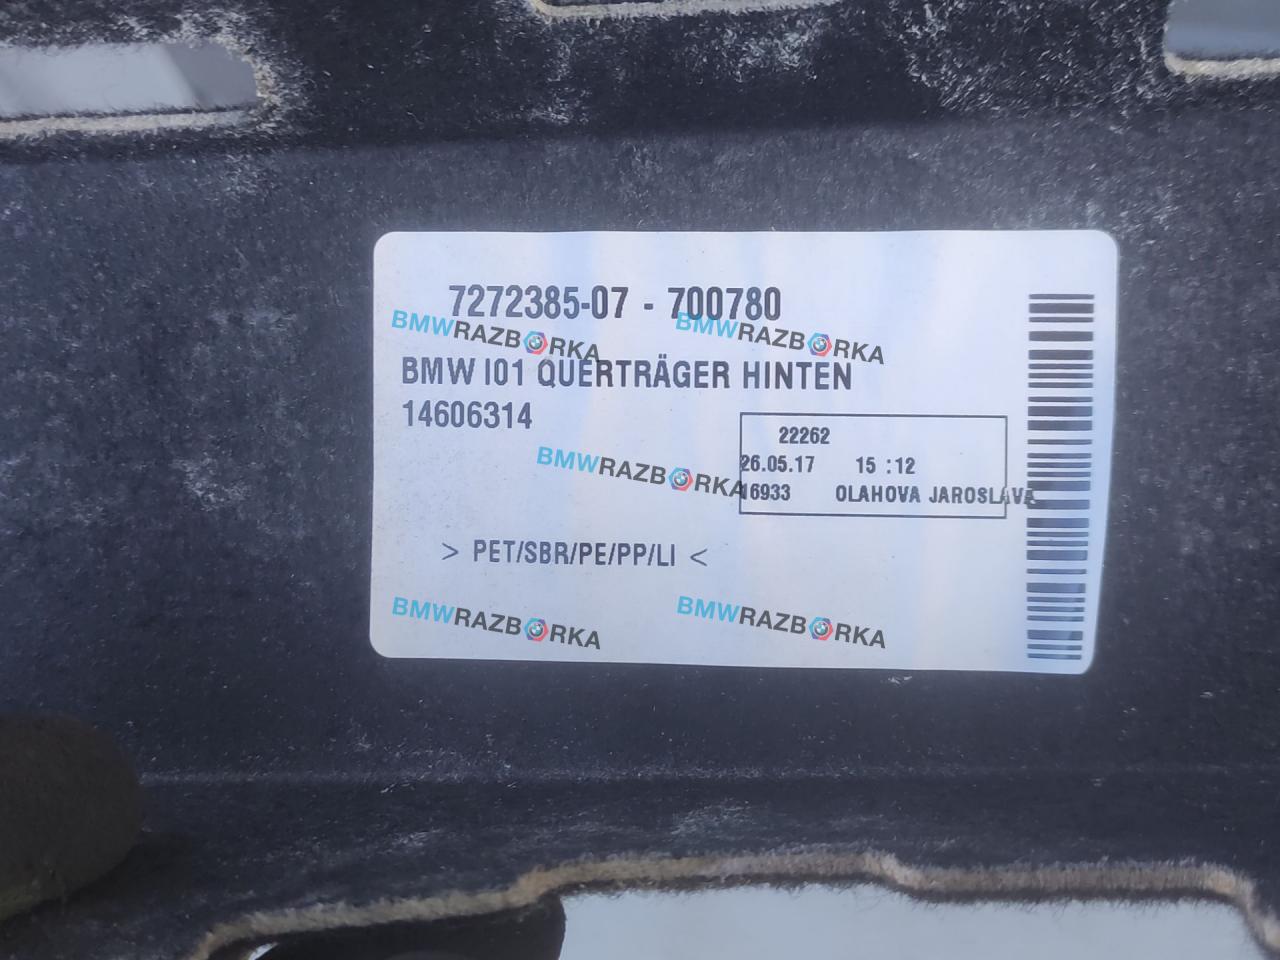 7272385-07 - 700780
BMWRAZBORKA BMWRAZBORKA
BMW I01 QUERTRÄGER HINTEN
14606314
22262
26.05.17 15 :12
BMWRAZBORKA
16933 OLAHOVA JAROSLAVA
> PET/SBR/PE/PP/LI <
BMWRAZBORKA BMWRAZBORKA